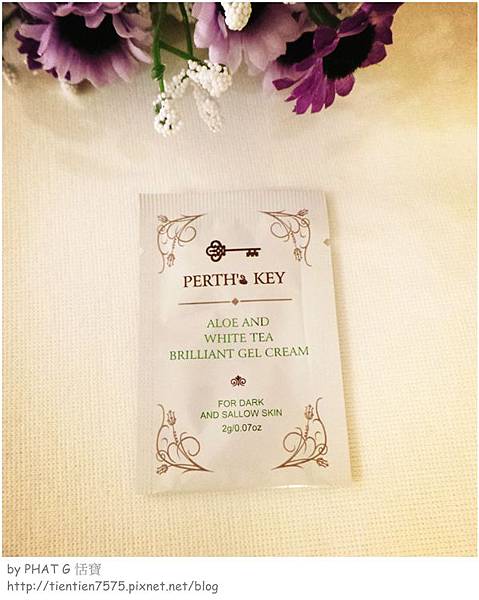 PERTH'S KEY
ALOE AND
WHITE TEA
BRILLIANT GEL CREAM
FOR DARK
AND SALLOW SKIN
2g/0.07oz
by PHAT G 恬寶
http://tientien7575.pixnet.net/blog